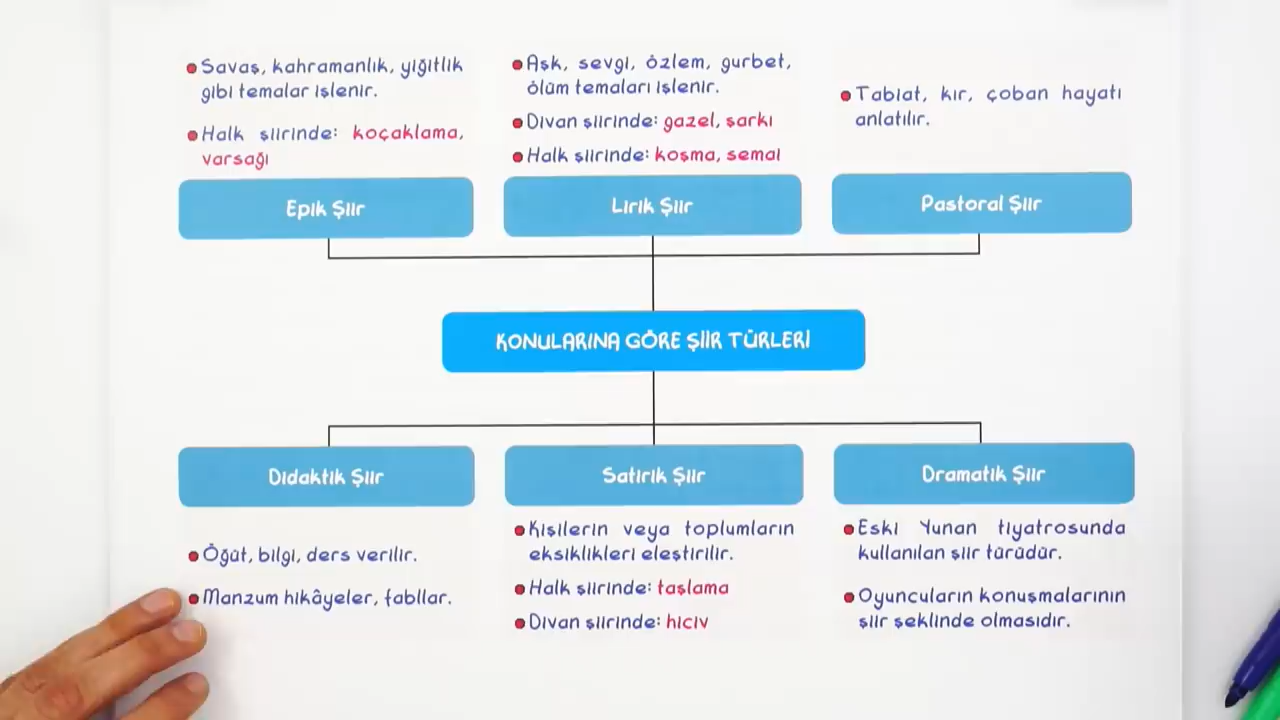 Savaş, kahramanlık, yiğitlik
gibi temalar işlenir.
Halk şiirinde: koçaklama,
varsağı
Epik Şiir
Aşk, sevgi, özlem, gurbet,
ölüm temaları işlenir.
Divan şiirinde: gazel, şarkı
Halk şiirinde: koşma, semai
Lirik Şiir
Tabiat, kır, çoban hayatı
anlatılır.
Pastoral Şiir
KONULARINA GÖRE ŞİİR TÜRLERİ
Didaktik Şiir
Öğüt, bilgi, ders verilir.
Manzum hikâyeler, fabllar.
Satirik Şiir
Kişilerin veya toplumların
eksiklikleri eleştirilir.
Halk şiirinde: taşlama
Divan şiirinde: hiciv
Dramatik Şiir
Eski Yunan tiyatrosunda
kullanılan şiir türüdür.
Oyuncuların konuşmalarının
şiir şeklinde olmasıdır.